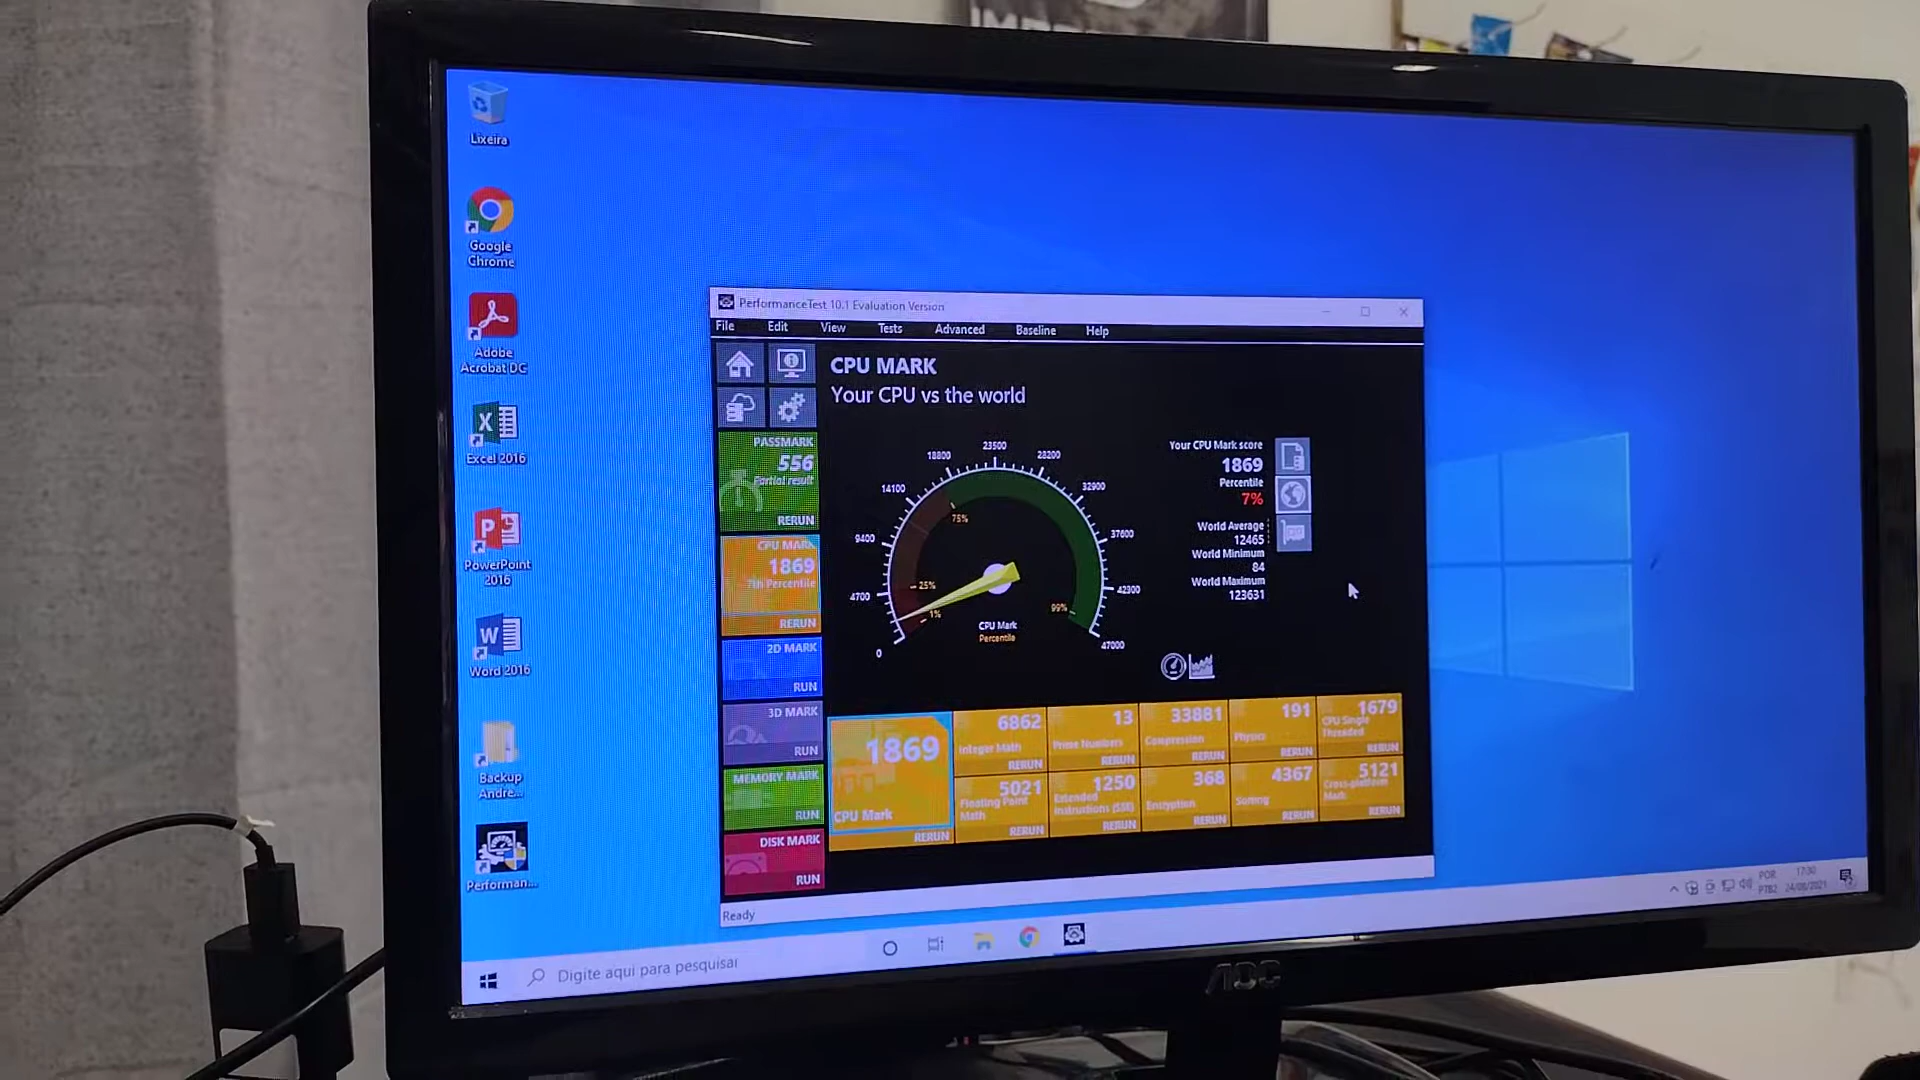 Lixeira
Google
Chrome
Adobe
Acrobat DC
Excel 2016
PowerPoint
2016
Word 2016
Backup
Andre...
Performan...
PerformanceTest 10.1 Evaluation Version
File Edit View Tests Advanced Baseline Help
CPU MARK
Your CPU vs the world
PASSMARK
556
Partial result
RERUN
CPU MARK
1869
7th Percentile
RERUN
2D MARK
RUN
3D MARK
RUN
MEMORY MARK
RUN
DISK MARK
RUN
0
4700
9400
14100
18800
23500
28200
32900
37600
42300
47000
1%
25%
75%
99%
CPU Mark
Percentile
Your CPU Mark score
1869
Percentile
7%
World Average
12465
World Minimum
84
World Maximum
123631
1869
CPU Mark
RERUN
6862
Integer Math
RERUN
13
Prime Numbers
RERUN
33881
Compression
RERUN
191
Physics
RERUN
1679
CPU Single
Threaded
RERUN
5021
Floating Point
Math
RERUN
1250
Extended
Instructions (SSE)
RERUN
368
Encryption
RERUN
4367
Sorting
RERUN
5121
Cross-platform
Mark
RERUN
Ready
Digite aqui para pesquisar
POR
PTB2
17:30
24/08/2021
AOC